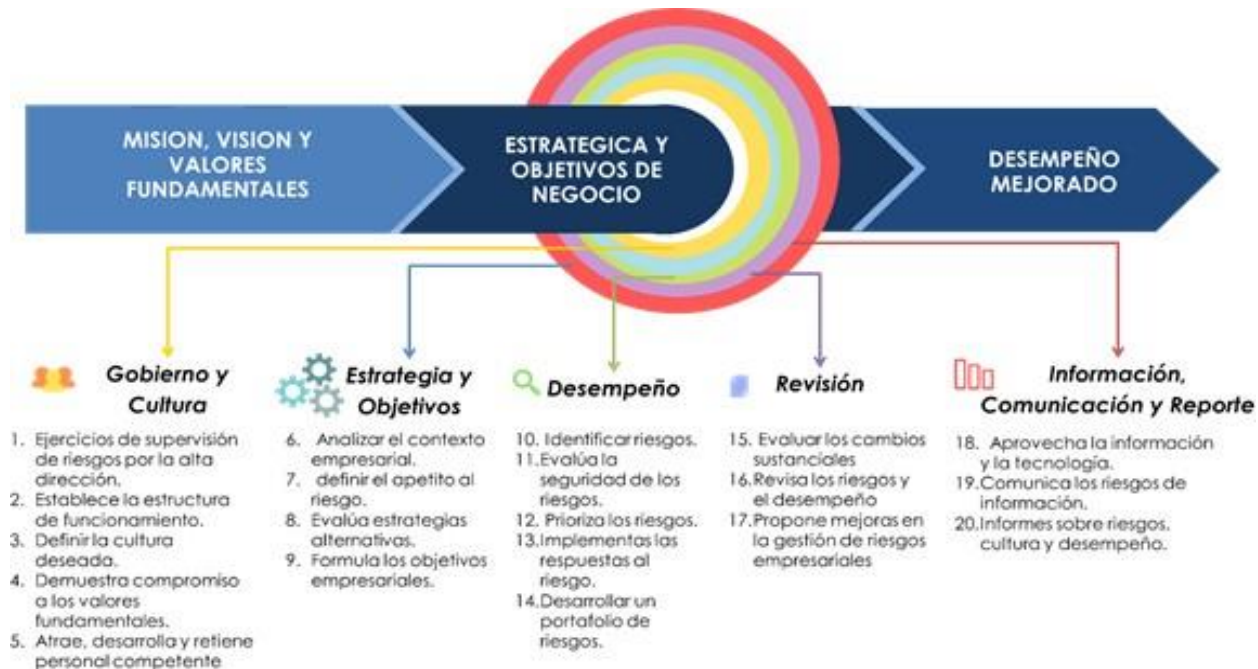 MISION, VISION Y
VALORES
FUNDAMENTALES
ESTRATEGICA Y
OBJETIVOS DE
NEGOCIO
DESEMPEÑO
MEJORADO
Gobierno y
Cultura
1. Ejercicios de supervisión
de riesgos por la alta
dirección.
2. Establece la estructura
de funcionamiento.
3. Definir la cultura
deseada.
4. Demuestra compromiso
a los valores
fundamentales.
5. Atrae, desarrolla y retiene
personal competente
Estrategia y
Objetivos
6. Analizar el contexto
empresarial.
7. definir el apetito al
riesgo.
8. Evalúa estrategias
alternativas.
9. Formula los objetivos
empresariales.
Desempeño
10. Identificar riesgos.
11.Evalúa la
seguridad de los
riesgos.
12. Prioriza los riesgos.
13.Implementas las
respuestas al
riesgo.
14.Desarrollar un
portafolio de
riesgos.
Revisión
15. Evaluar los cambios
sustanciales
16.Revisa los riesgos y
el desempeño
17.Propone mejoras en
la gestión de riesgos
empresariales
Información,
Comunicación y Reporte
18. Aprovecha la información
y la tecnología.
19.Comunica los riesgos de
información.
20.Informes sobre riesgos.
cultura y desempeño.